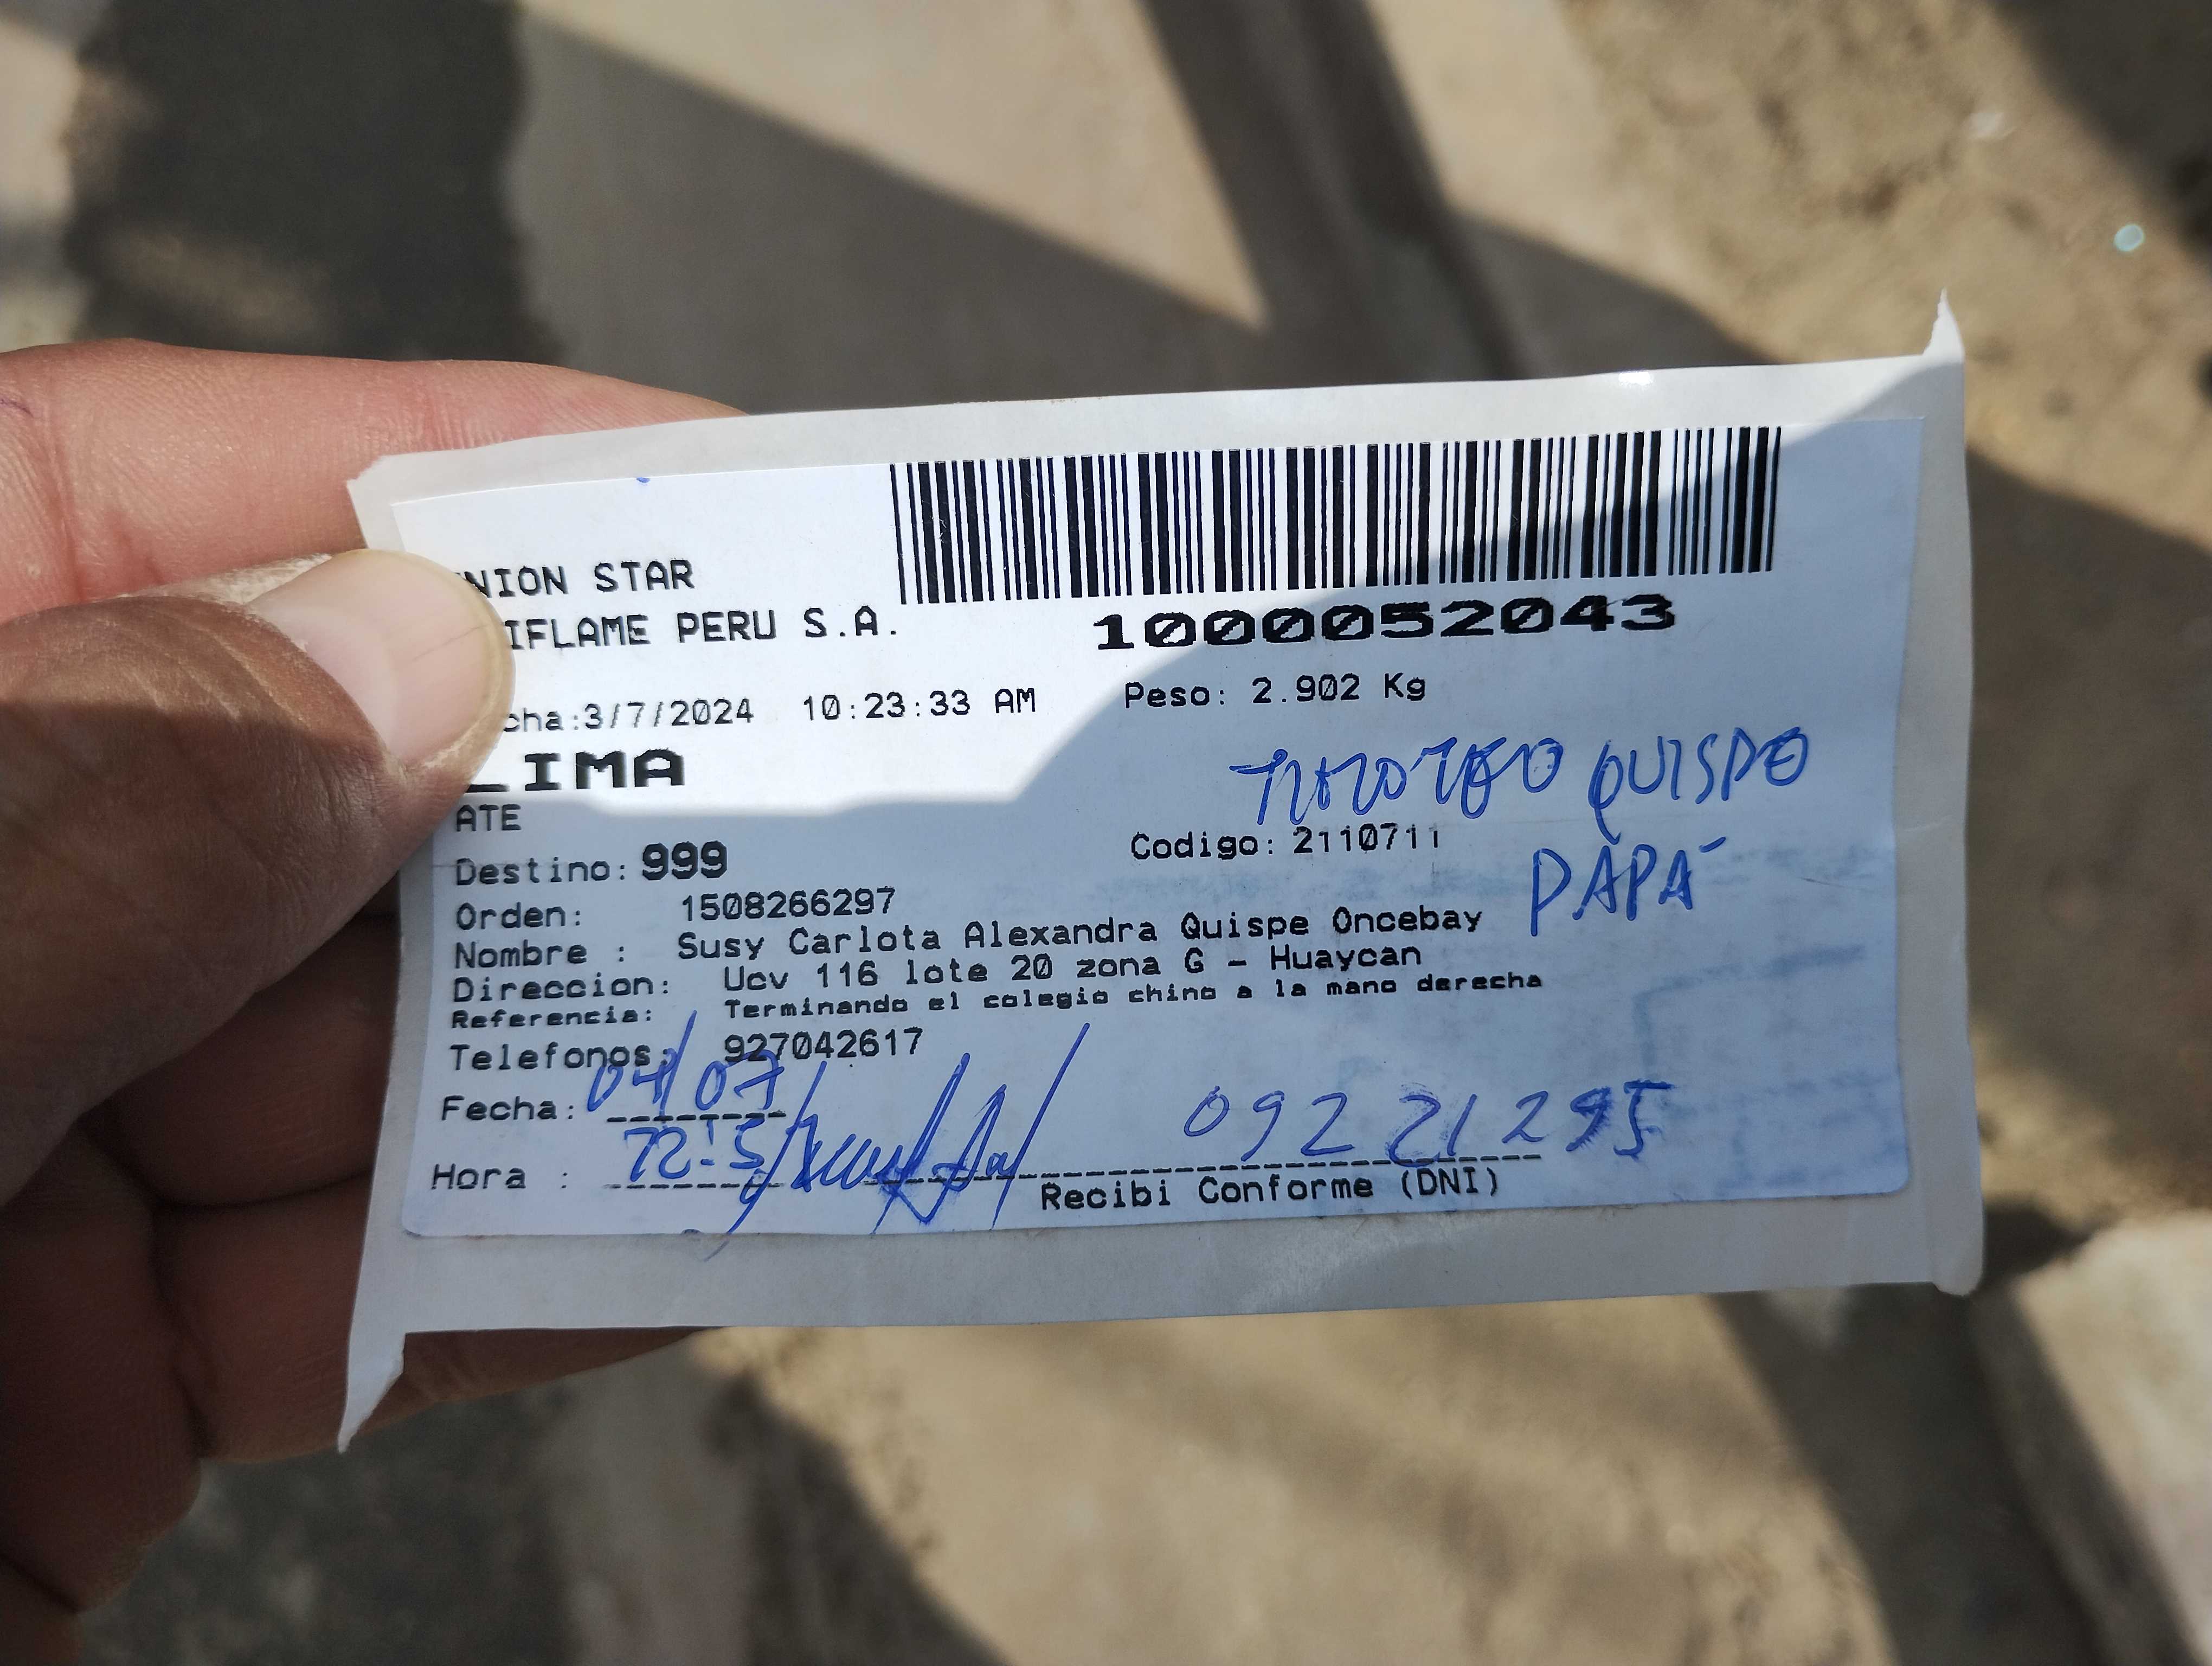 NION STAR
IFLAME PERU S.A.
1000052043
cha:3/7/2024 10:23:33 AM
Peso: 2.902 Kg
LIMA
ATE
QUISPE
Destino: 999
Codigo: 2110711
PAPÁ
Orden: 1508266297
Nombre : Susy Carlota Alexandra Quispe Oncebay
Direccion: Ucv 116 lote 20 zona G - Huaycan
Referencia: Terminando el colegio chino a la mano derecha
Telefonos: 927042617
Fecha: 04/07/
Hora :
Recibi Conforme (DNI)